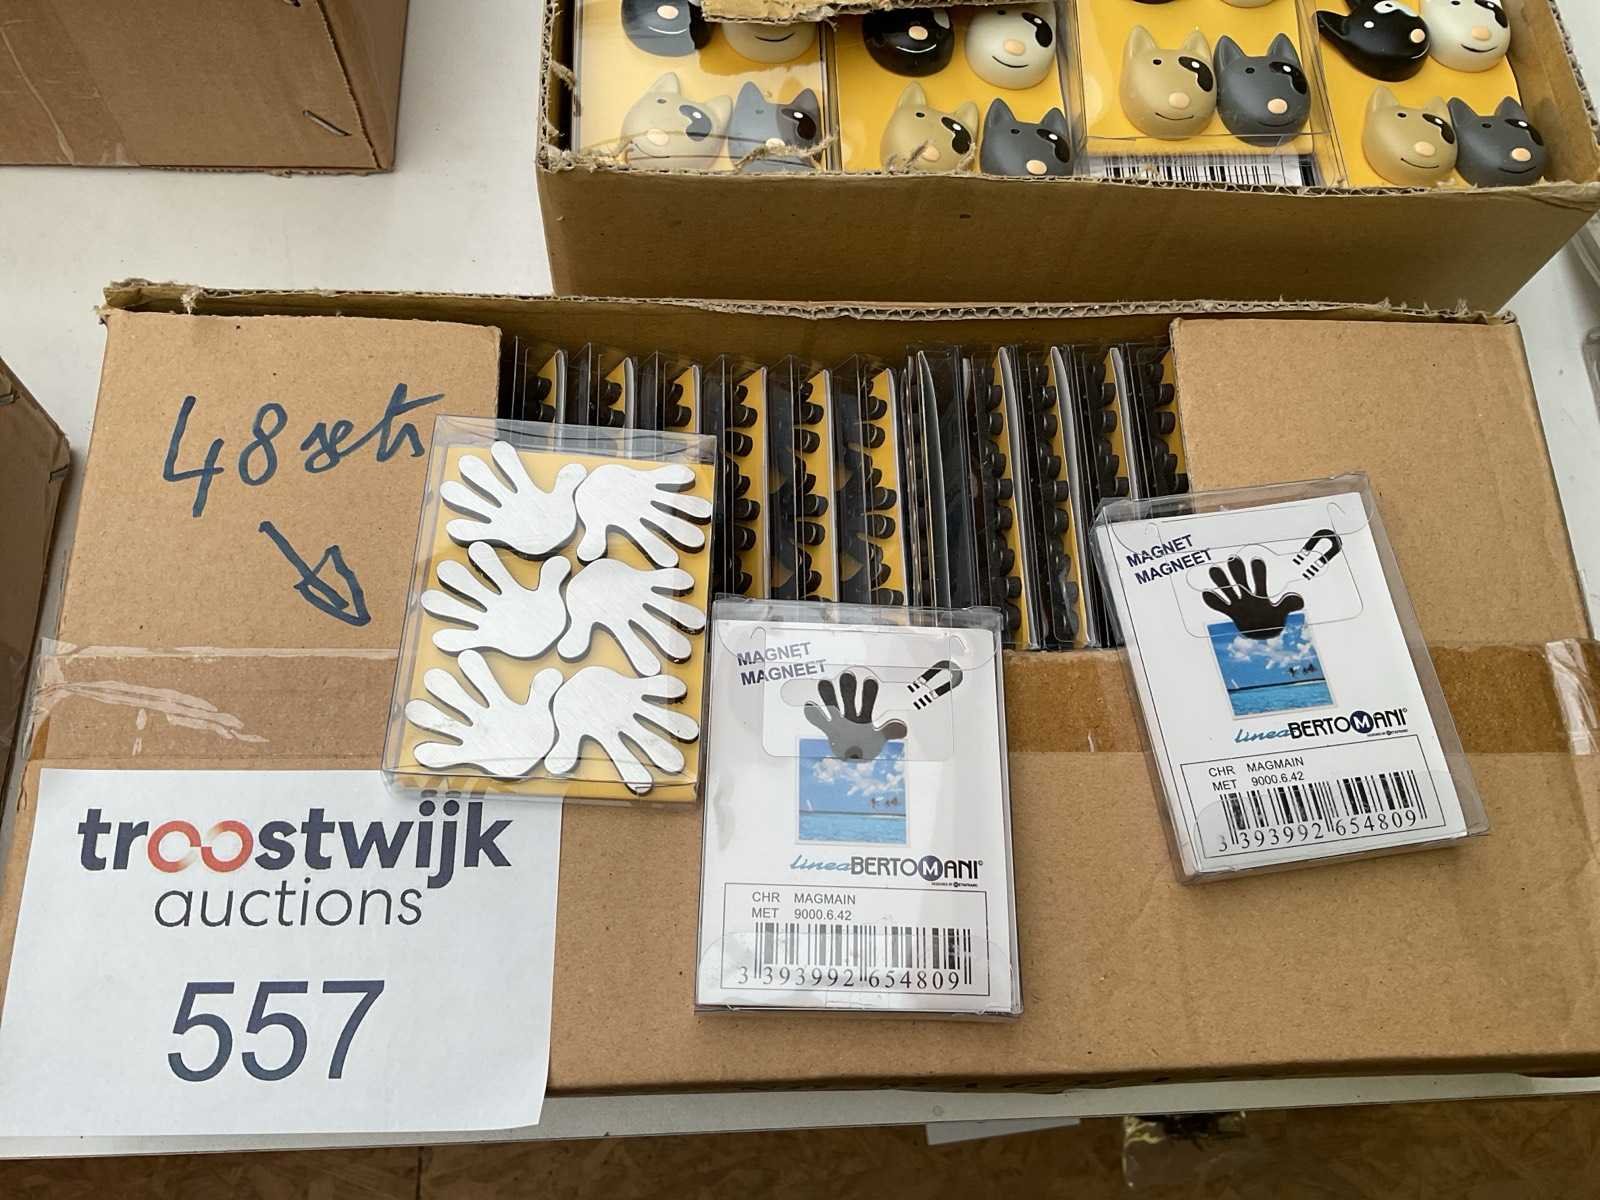 48 sets
troostwijk
auctions
557
MAGNET
MAGNEET
lineaBERTOMANI©
CHR MAGMAIN
MET 9000.6.42
3 393992 654809
MAGNET
MAGNEET
lineaBERTOMANI©
CHR MAGMAIN
MET 9000.6.42
3 393992 654809